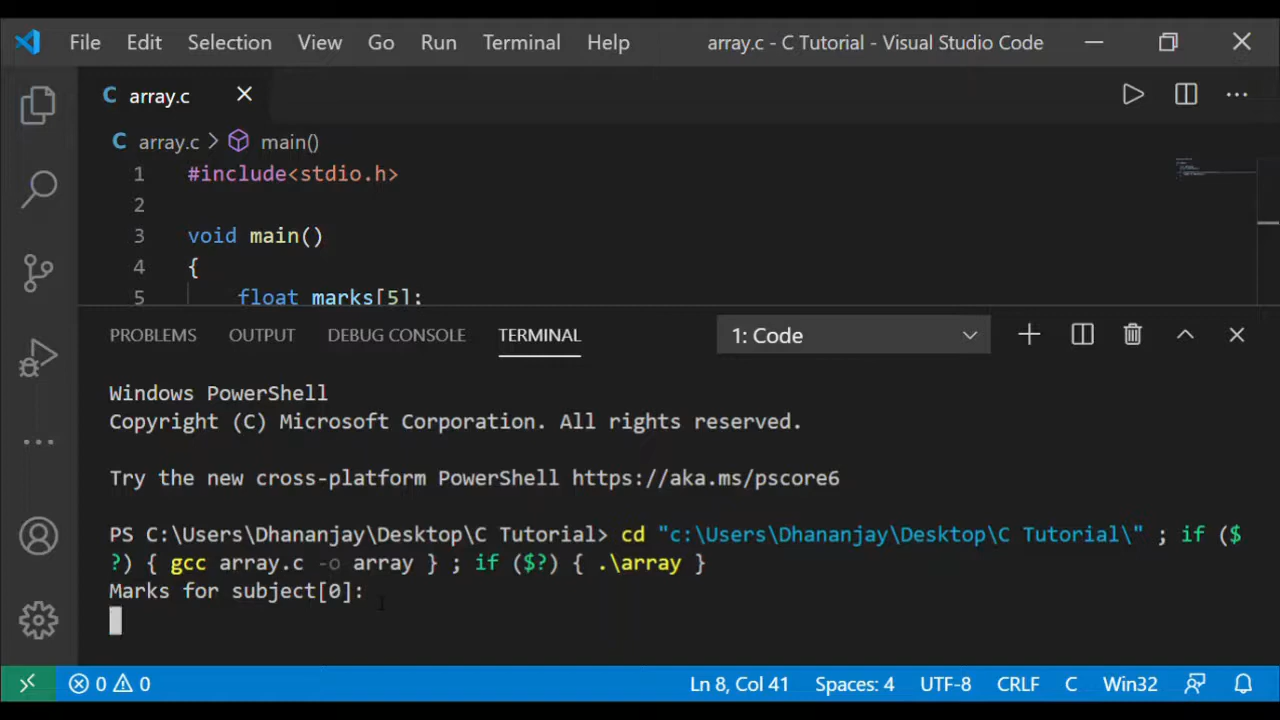 File Edit Selection View Go Run Terminal Help array.c - C Tutorial - Visual Studio Code
C array.c
C array.c > main()
1 #include<stdio.h>
2
3 void main()
4 {
5 float marks[5];
PROBLEMS OUTPUT DEBUG CONSOLE TERMINAL 1: Code
Windows PowerShell
Copyright (C) Microsoft Corporation. All rights reserved.
Try the new cross-platform PowerShell https://aka.ms/pscore6
PS C:\Users\Dhananjay\Desktop\C Tutorial> cd "c:\Users\Dhananjay\Desktop\C Tutorial\" ; if ($
?) { gcc array.c -o array } ; if ($?) { .\array }
Marks for subject[0]:
0 0 Ln 8, Col 41 Spaces: 4 UTF-8 CRLF C Win32